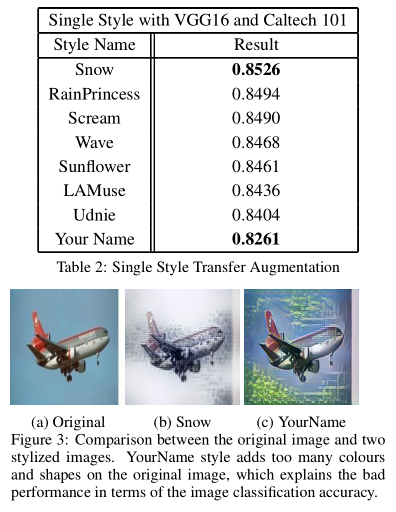 Single Style with VGG16 and Caltech 101
Style Name Result
Snow 0.8526
RainPrincess 0.8494
Scream 0.8490
Wave 0.8468
Sunflower 0.8461
LAMuse 0.8436
Udnie 0.8404
Your Name 0.8261
Table 2: Single Style Transfer Augmentation
(a) Original (b) Snow (c) YourName
Figure 3: Comparison between the original image and two
stylized images. YourName style adds too many colours
and shapes on the original image, which explains the bad
performance in terms of the image classification accuracy.